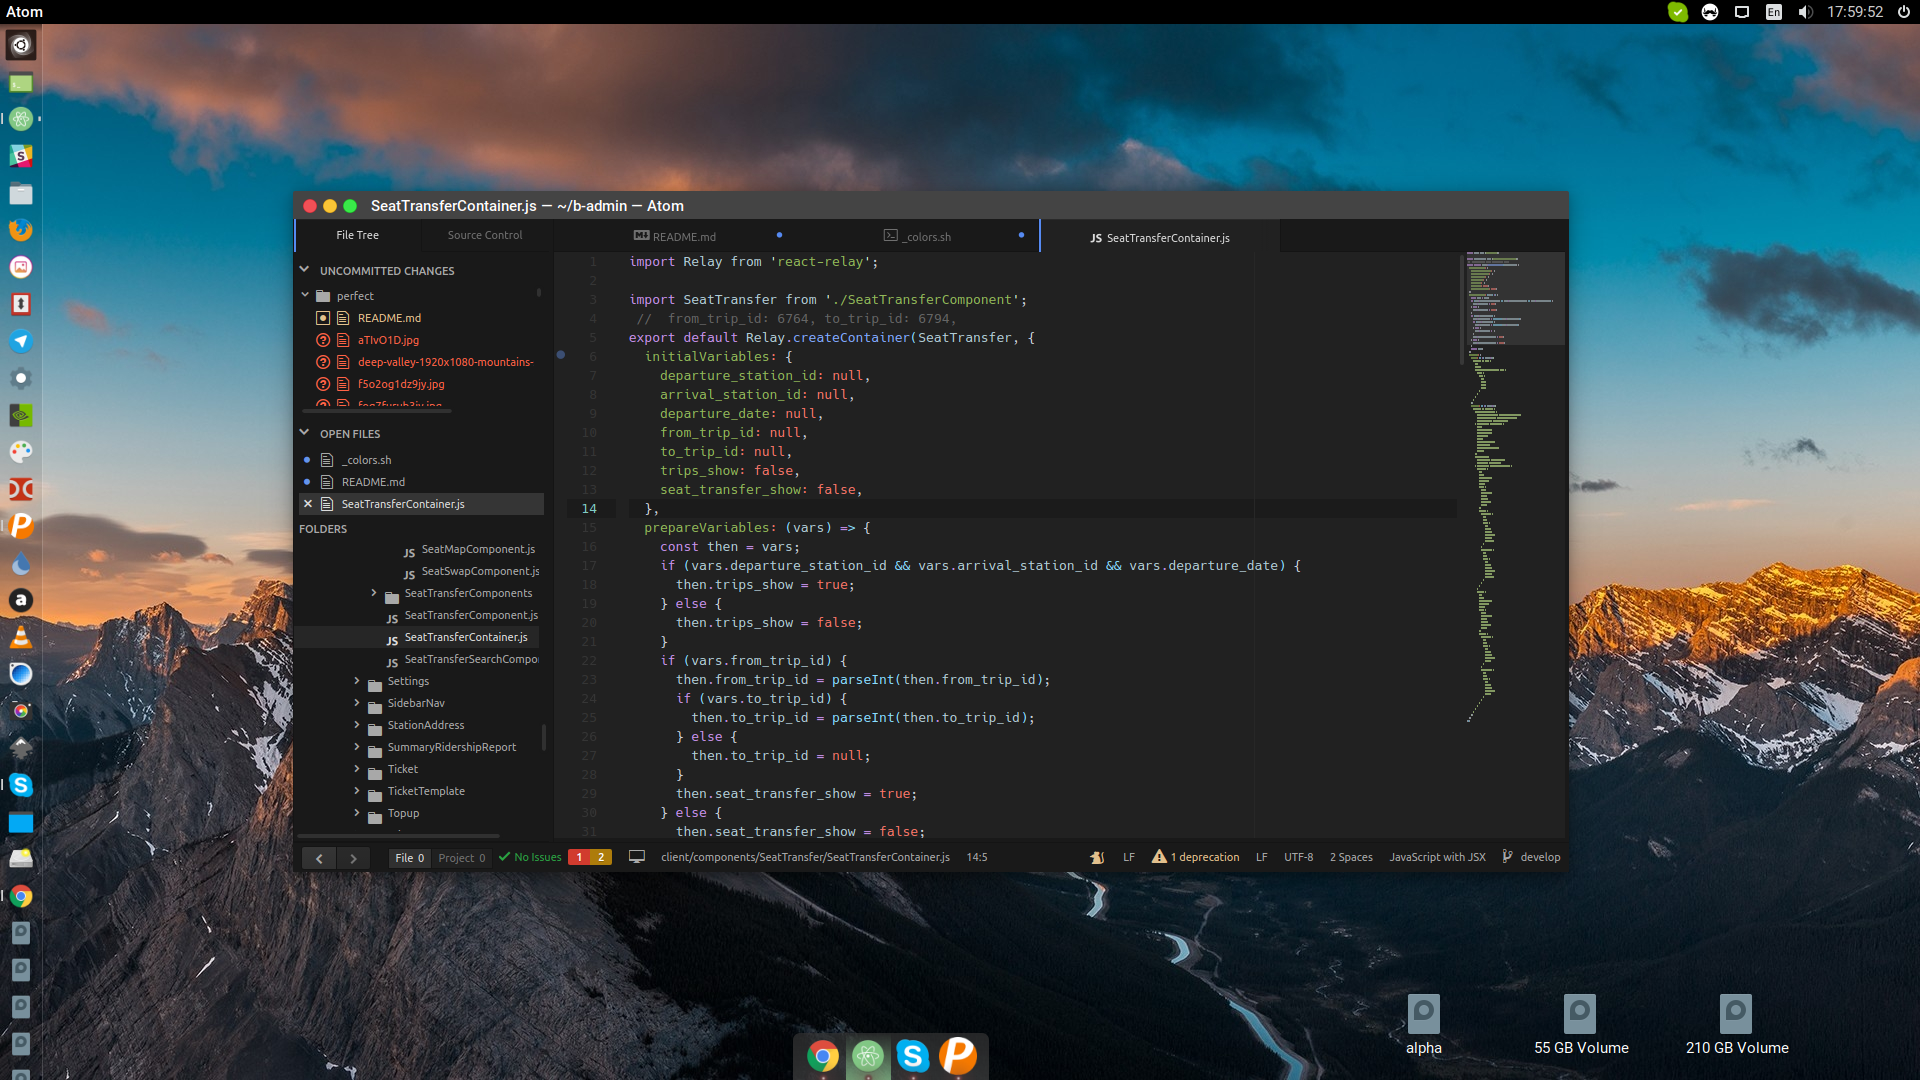 Atom
En
17:59:52
SeatTransferContainer.js — ~/b-admin — Atom
File Tree
Source Control
README.md
_colors.sh
JS SeatTransferContainer.js
UNCOMMITTED CHANGES
perfect
README.md
aTIvO1D.jpg
deep-valley-1920x1080-mountains-
f5o2og1dz9jy.jpg
OPEN FILES
_colors.sh
README.md
SeatTransferContainer.js
FOLDERS
JS SeatMapComponent.js
JS SeatSwapComponent.js
SeatTransferComponents
JS SeatTransferComponent.js
JS SeatTransferContainer.js
JS SeatTransferSearchCompo
Settings
SidebarNav
StationAddress
SummaryRidershipReport
Ticket
TicketTemplate
Topup
1 import Relay from 'react-relay';
2
3 import SeatTransfer from './SeatTransferComponent';
4 // from_trip_id: 6764, to_trip_id: 6794,
5 export default Relay.createContainer(SeatTransfer, {
6 initialVariables: {
7 departure_station_id: null,
8 arrival_station_id: null,
9 departure_date: null,
10 from_trip_id: null,
11 to_trip_id: null,
12 trips_show: false,
13 seat_transfer_show: false,
14 },
15 prepareVariables: (vars) => {
16 const then = vars;
17 if (vars.departure_station_id && vars.arrival_station_id && vars.departure_date) {
18 then.trips_show = true;
19 } else {
20 then.trips_show = false;
21 }
22 if (vars.from_trip_id) {
23 then.from_trip_id = parseInt(then.from_trip_id);
24 if (vars.to_trip_id) {
25 then.to_trip_id = parseInt(then.to_trip_id);
26 } else {
27 then.to_trip_id = null;
28 }
29 then.seat_transfer_show = true;
30 } else {
31 then.seat_transfer_show = false;
File 0 Project 0 No Issues 1 2 client/components/SeatTransfer/SeatTransferContainer.js 14:5 LF 1 deprecation LF UTF-8 2 Spaces JavaScript with JSX develop
alpha
55 GB Volume
210 GB Volume